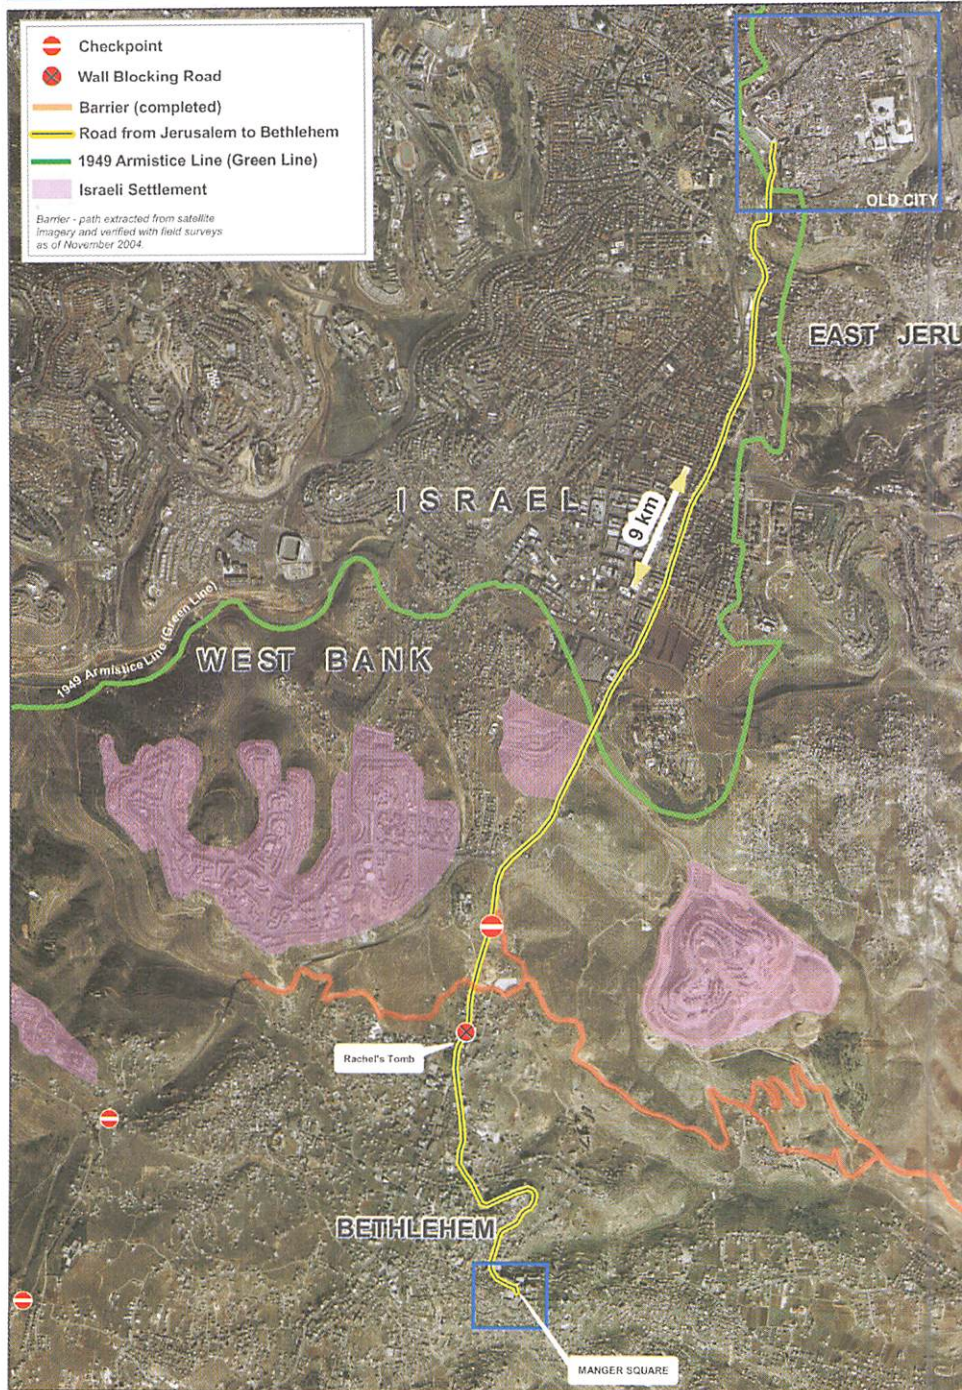 Checkpoint
Wall Blocking Road
Barrier (completed)
Road from Jerusalem to Bethlehem
1949 Armistice Line (Green Line)
Israeli Settlement
Barrier - path extracted from satellite
imagery and verified with field surveys
as of November 2004.
OLD CITY
EAST JERU
ISRAEL
9 km
1949 Armistice Line (Green Line)
WEST BANK
Rachel's Tomb
BETHLEHEM
MANGER SQUARE